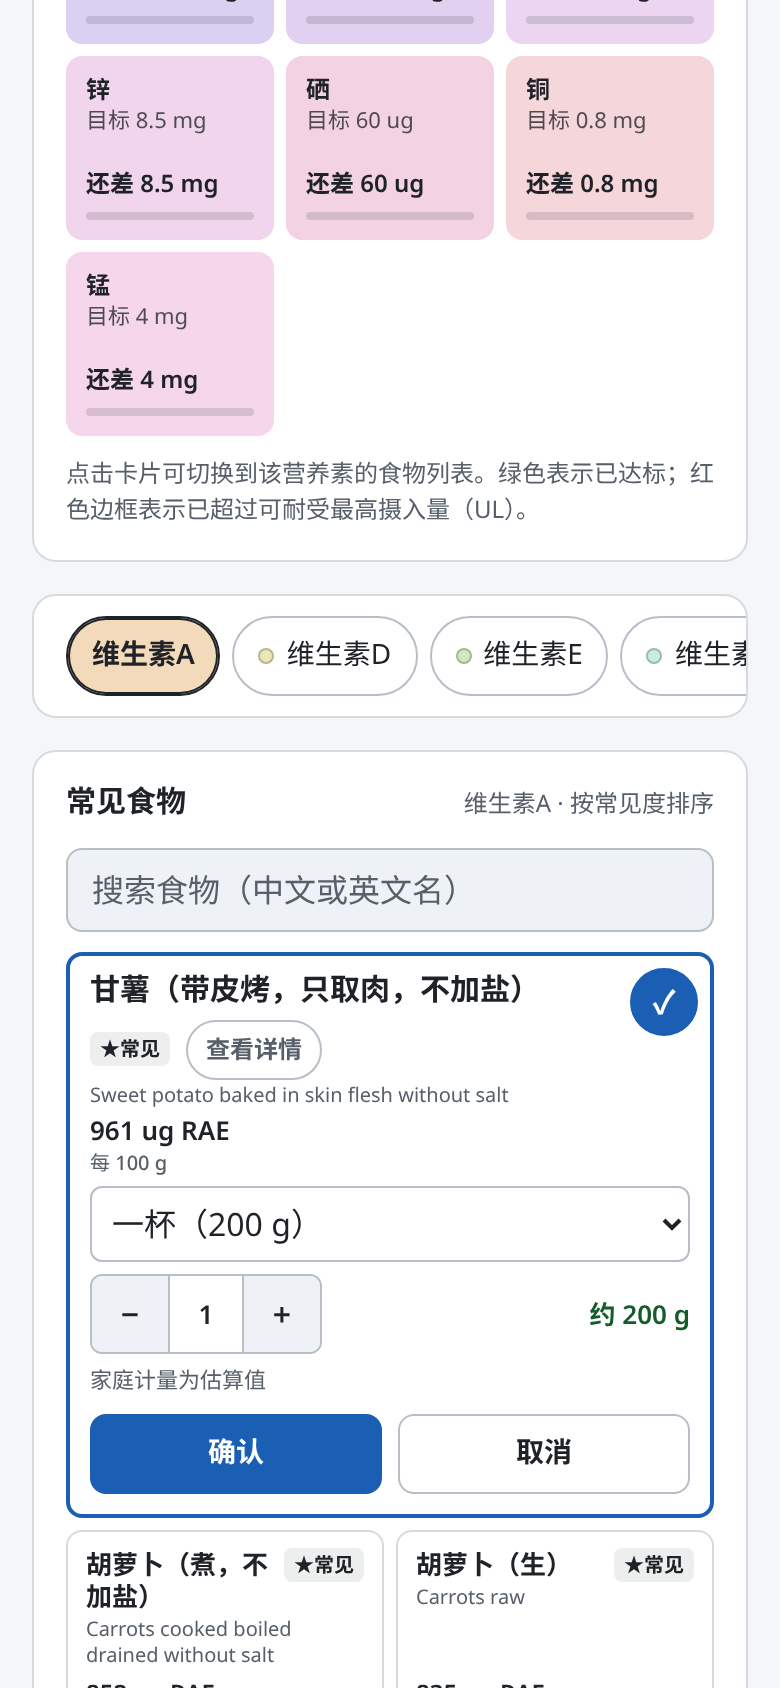 锌
目标 8.5 mg
还差 8.5 mg
硒
目标 60 ug
还差 60 ug
铜
目标 0.8 mg
还差 0.8 mg
锰
目标 4 mg
还差 4 mg
点击卡片可切换到该营养素的食物列表。绿色表示已达标；红
色边框表示已超过可耐受最高摄入量（UL）。
维生素A
维生素D
维生素E
维生素
常见食物
维生素A · 按常见度排序
搜索食物（中文或英文名）
甘薯（带皮烤，只取肉，不加盐）
✓
★常见
查看详情
Sweet potato baked in skin flesh without salt
961 ug RAE
每 100 g
一杯（200 g）
− 1 +
约 200 g
家庭计量为估算值
确认
取消
胡萝卜（煮，不
加盐）
★常见
Carrots cooked boiled
drained without salt
胡萝卜（生）
★常见
Carrots raw